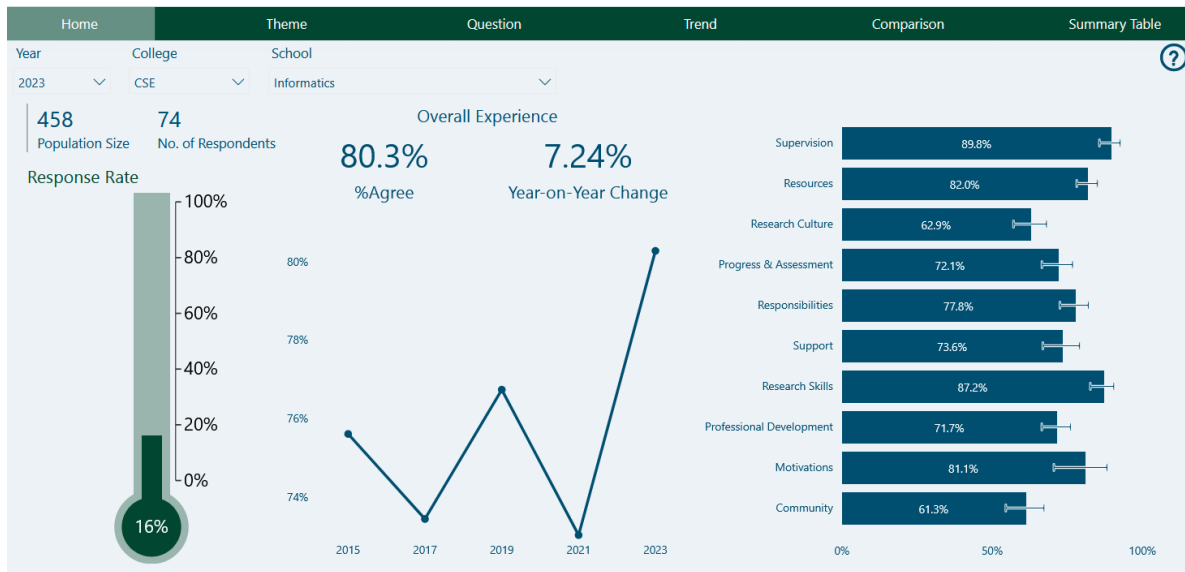 Home Theme Question Trend Comparison Summary Table
Year College School
2023 CSE Informatics
?
458 74
Population Size No. of Respondents
Response Rate
100%
80%
60%
40%
20%
0%
16%
Overall Experience
80.3% 7.24%
%Agree Year-on-Year Change
80%
78%
76%
74%
2015 2017 2019 2021 2023
Supervision 89.8%
Resources 82.0%
Research Culture 62.9%
Progress & Assessment 72.1%
Responsibilities 77.8%
Support 73.6%
Research Skills 87.2%
Professional Development 71.7%
Motivations 81.1%
Community 61.3%
0% 50% 100%